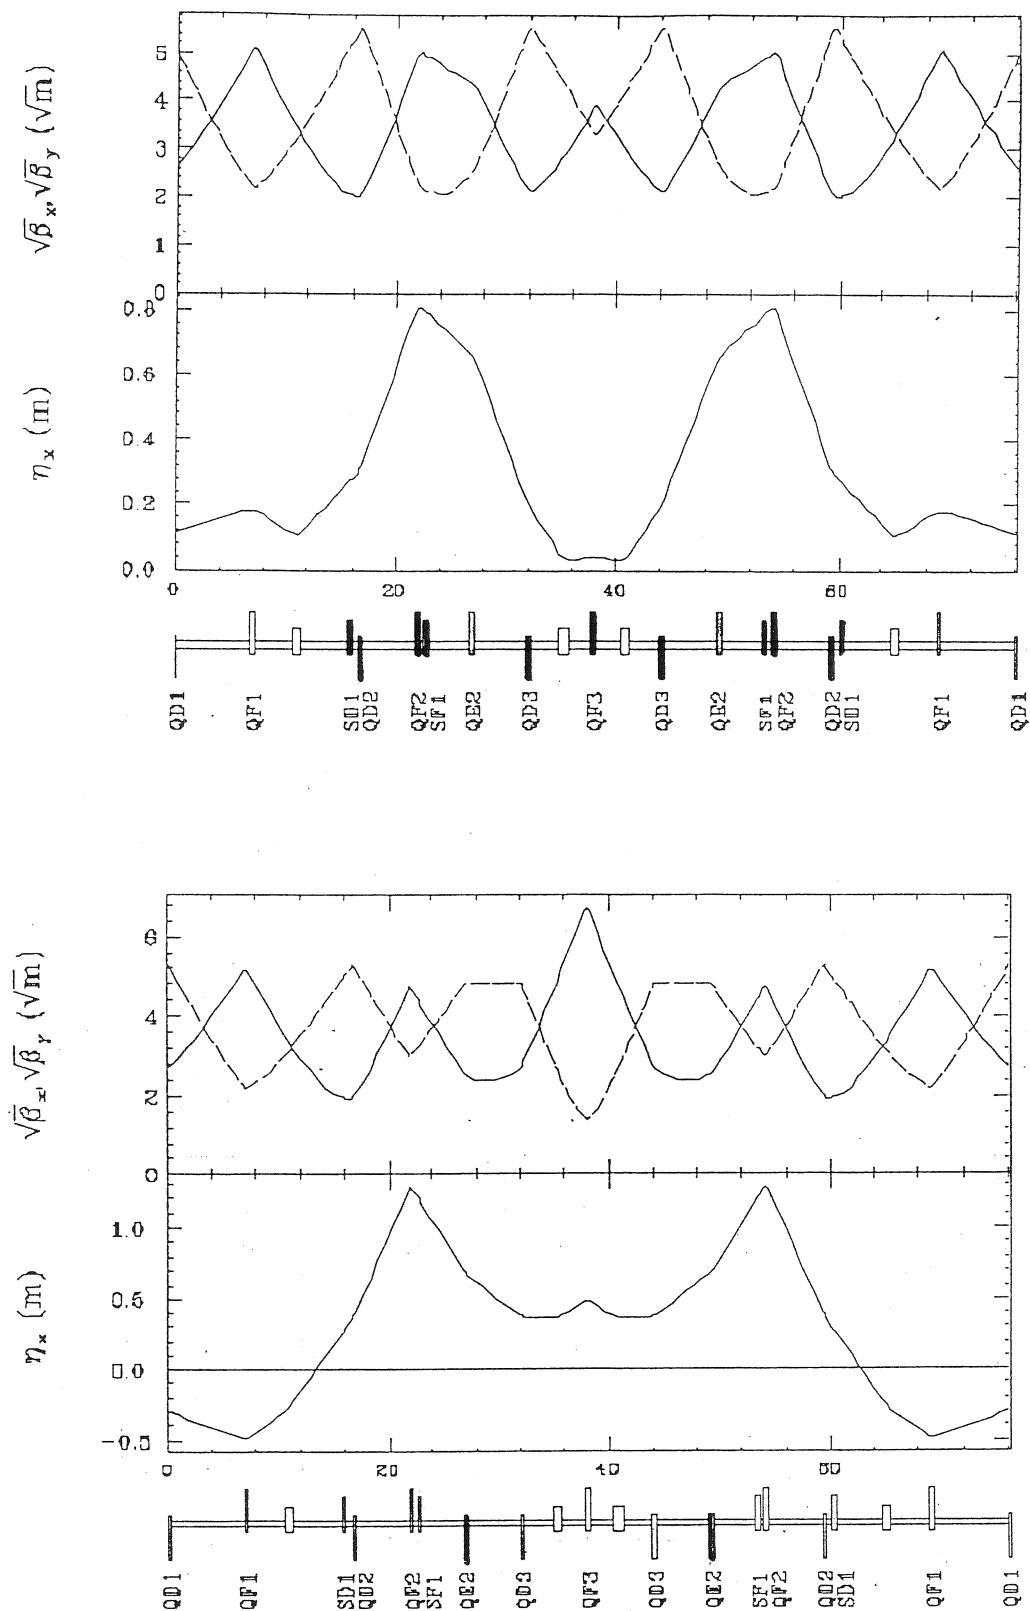 √β_x, √β_y (√m)
5
4
3
2
1
0
η_x (m)
0.8
0.6
0.4
0.2
0.0
0 20 40 60
QD1 QF1 SD1 QD2 QF2 SF1 QE2 QD3 QF3 QD3 QE2 SF1 QF2 QD2 SD1 QF1 QD1
√β_x, √β_y (√m)
6
4
2
0
η_x (m)
1.0
0.5
0.0
-0.5
0 20 40 60
QD1 QF1 SD1 QD2 QF2 SF1 QE2 QD3 QF3 QD3 QE2 SF1 QF2 QD2 SD1 QF1 QD1